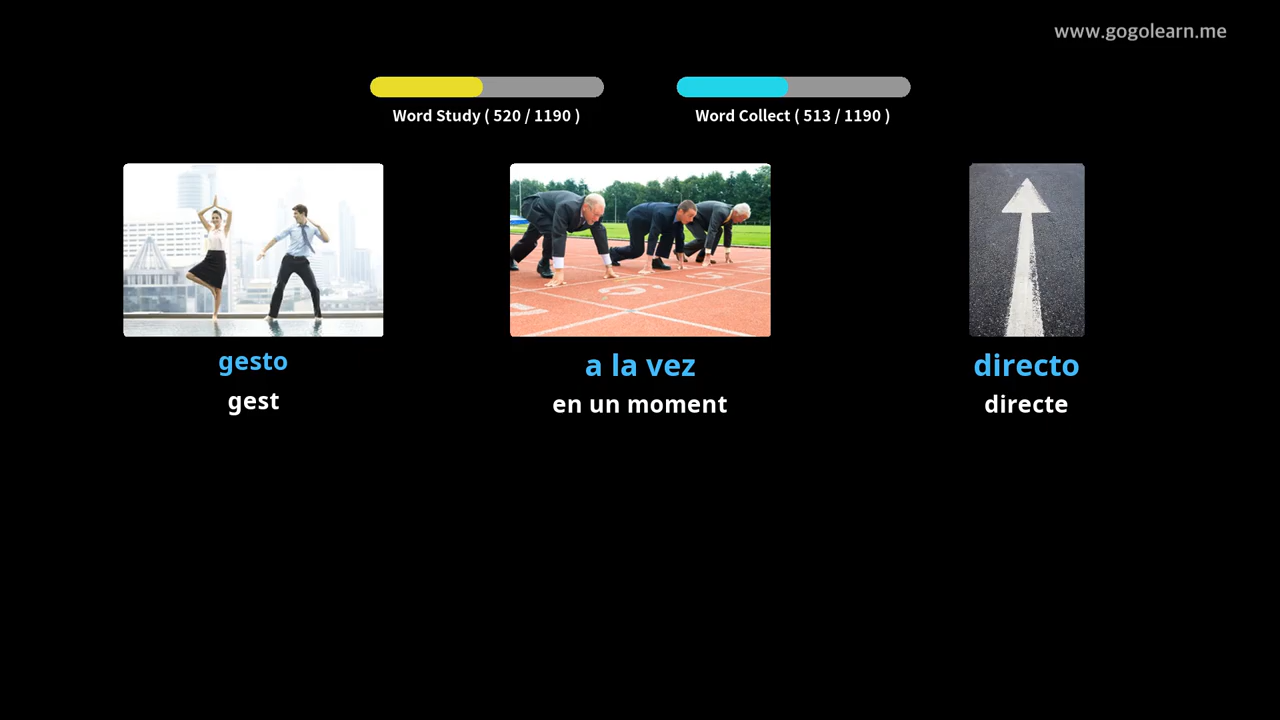 www.gogolearn.me
Word Study ( 520 / 1190 )
Word Collect ( 513 / 1190 )
gesto
gest
a la vez
en un moment
directo
directe